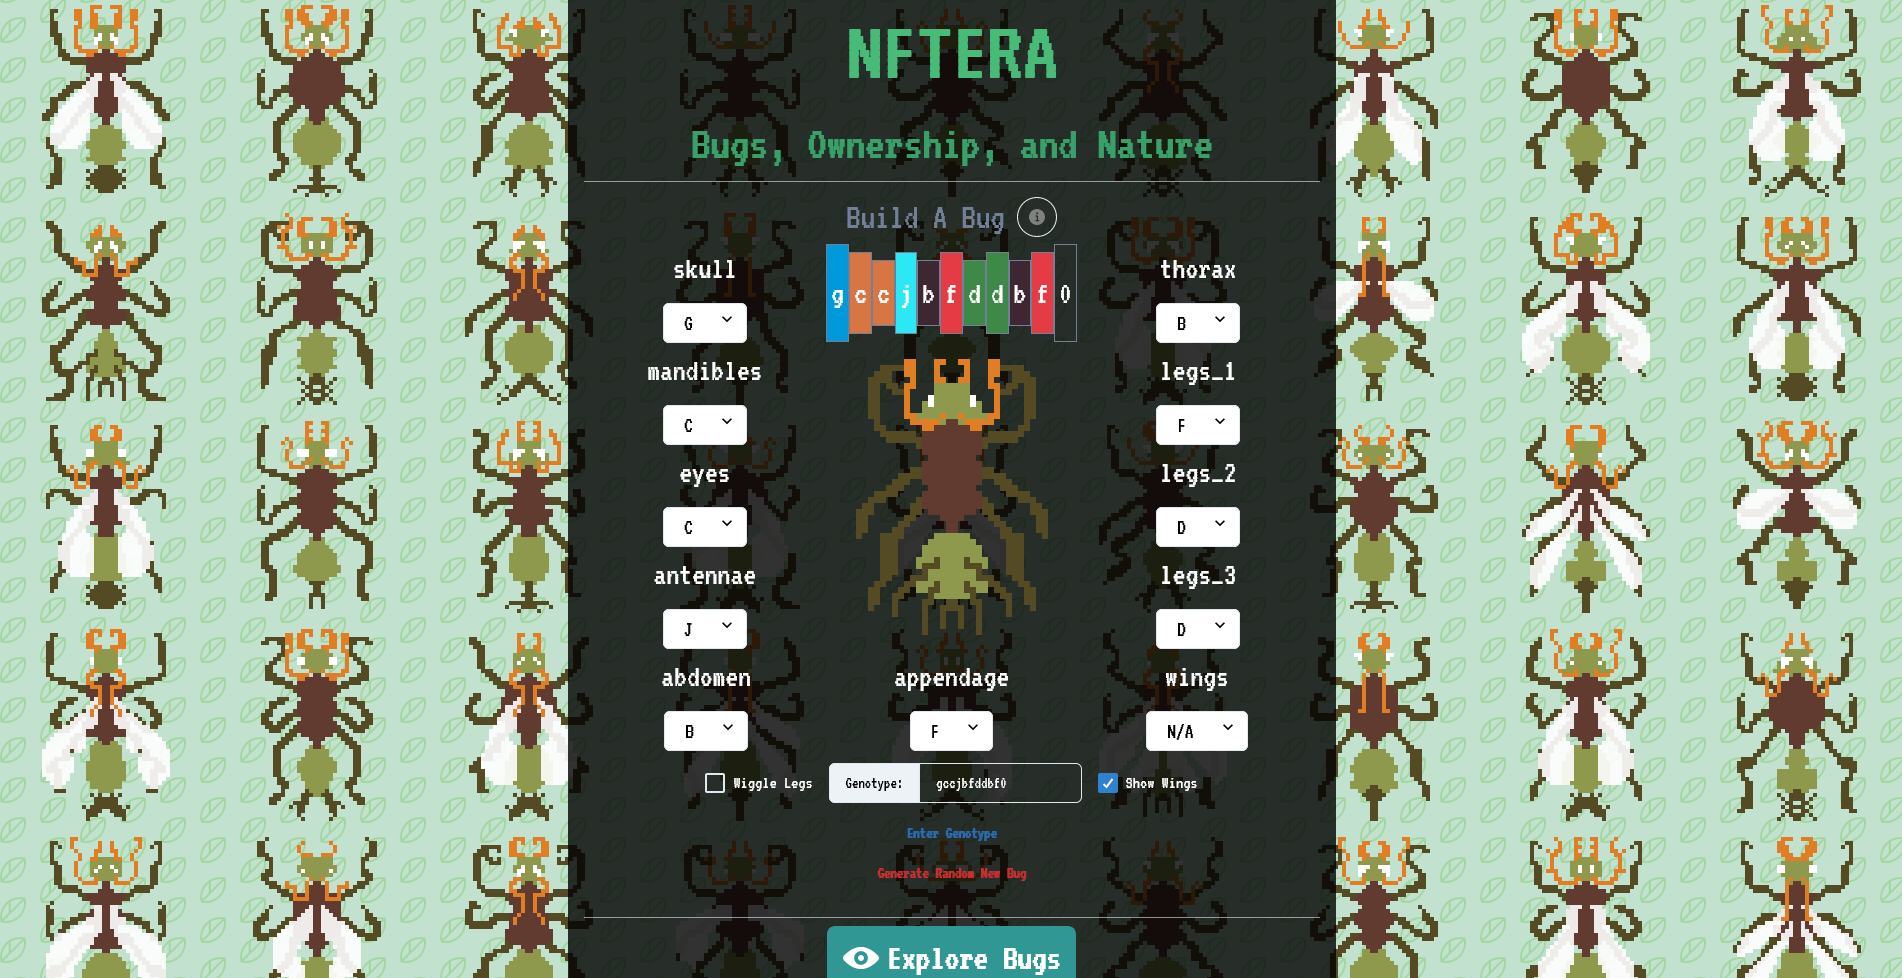 NFTERA
Bugs, Ownership, and Nature
Build A Bug
g c c j b f d d b f 0
skull
G
thorax
B
mandibles
C
legs_1
F
eyes
C
legs_2
D
antennae
J
legs_3
D
abdomen
B
appendage
F
wings
N/A
Wiggle Legs
Genotype: gccjbfddbf0
Show Wings
Enter Genotype
Generate Random New Bug
Explore Bugs